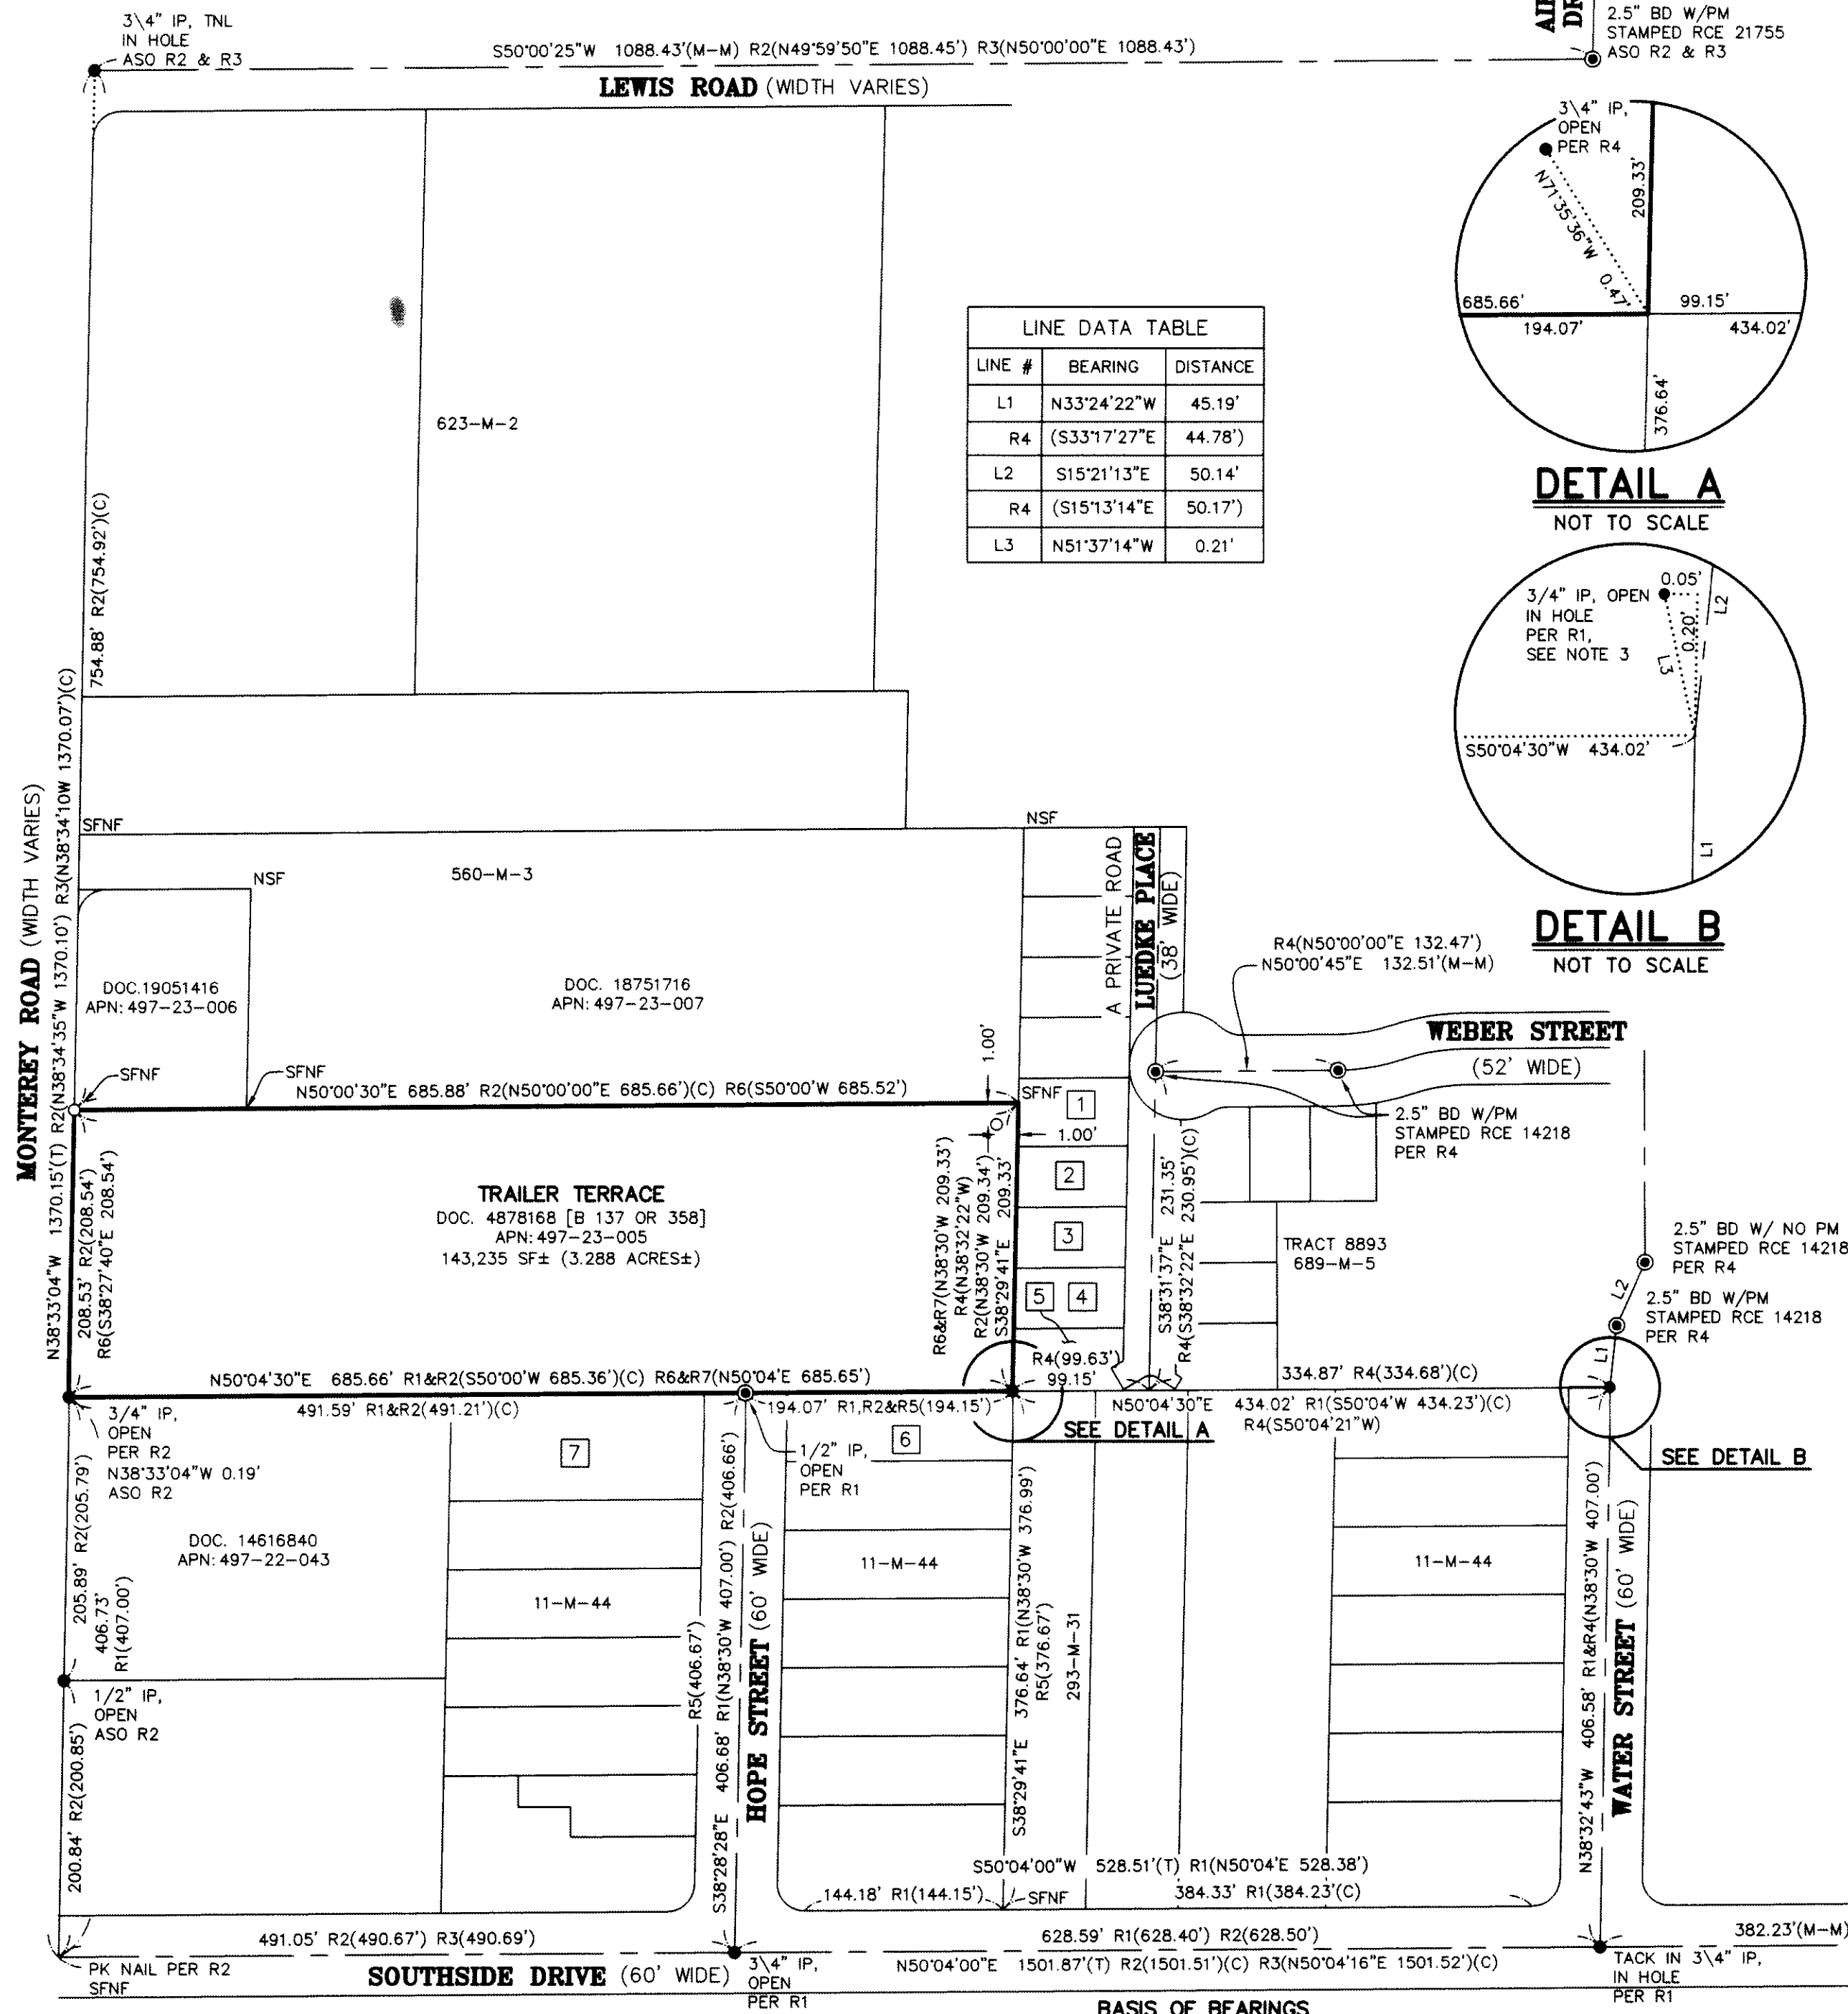 3\4" IP, TNL
IN HOLE
ASO R2 & R3
S50°00'25"W 1088.43'(M-M) R2(N49°59'50"E 1088.45') R3(N50°00'00"E 1088.43')
LEWIS ROAD (WIDTH VARIES)
2.5" BD W/PM
STAMPED RCE 21755
ASO R2 & R3
3\4" IP,
OPEN
PER R4
N71°35'36"W 0.47'
209.33'
685.66'
99.15'
194.07'
434.02'
376.64'
DETAIL A
NOT TO SCALE
LINE DATA TABLE
LINE # BEARING DISTANCE
L1 N33°24'22"W 45.19'
R4 (S33°17'27"E 44.78')
L2 S15°21'13"E 50.14'
R4 (S15°13'14"E 50.17')
L3 N51°37'14"W 0.21'
623-M-2
754.88' R2(754.92')(C)
0.05'
3/4" IP, OPEN
IN HOLE
PER R1,
SEE NOTE 3
0.20'
L2
L3
S50°04'30"W 434.02'
L1
DETAIL B
NOT TO SCALE
MONTEREY ROAD (WIDTH VARIES)
N38°33'04"W 1370.15'(T) R2(N38°34'35"W 1370.10') R3(N38°34'10W 1370.07')(C)
SFNF
NSF
NSF
560-M-3
A PRIVATE ROAD
LUEDKE PLACE
(38' WIDE)
R4(N50°00'00"E 132.47')
N50°00'45"E 132.51'(M-M)
DOC.19051416
APN: 497-23-006
DOC. 18751716
APN: 497-23-007
WEBER STREET
(52' WIDE)
1.00'
SFNF
SFNF
N50°00'30"E 685.88' R2(N50°00'00"E 685.66')(C) R6(S50°00'W 685.52')
SFNF
1
1.00'
2.5" BD W/PM
STAMPED RCE 14218
PER R4
208.53' R2(208.54')
R6(S38°27'40"E 208.54')
TRAILER TERRACE
DOC. 4878168 [B 137 OR 358]
APN: 497-23-005
143,235 SF± (3.288 ACRES±)
R6&R7(N38°30'W 209.33')
R4(N38°32'22"W)
R2(N38°30'W 209.34')
S38°29'41"E 209.33'
2
3
5
4
S38°31'37"E 231.35'
R4(S38°32'22"E 230.95')(C)
TRACT 8893
689-M-5
2.5" BD W/ NO PM
STAMPED RCE 14218
PER R4
L2
2.5" BD W/PM
STAMPED RCE 14218
PER R4
L1
N50°04'30"E 685.66' R1&R2(S50°00'W 685.36')(C) R6&R7(N50°04'E 685.65')
R4(99.63')
99.15'
334.87' R4(334.68')(C)
491.59' R1&R2(491.21')(C)
194.07' R1,R2&R5(194.15')
N50°04'30"E 434.02' R1(S50°04'W 434.23')(C)
R4(S50°04'21"W)
SEE DETAIL A
SEE DETAIL B
3/4" IP,
OPEN
PER R2
N38°33'04"W 0.19'
ASO R2
7
6
1/2" IP,
OPEN
PER R1
205.89' R2(205.79')
406.73'
R1(407.00')
DOC. 14616840
APN: 497-22-043
11-M-44
R5(406.67')
S38°28'28"E 406.68' R1(N38°30'W 407.00') R2(406.66')
HOPE STREET (60' WIDE)
11-M-44
S38°29'41"E 376.64' R1(N38°30'W 376.99')
R5(376.67')
293-M-31
11-M-44
N38°32'43"W 406.58' R1&R4(N38°30'W 407.00')
WATER STREET (60' WIDE)
1/2" IP,
OPEN
ASO R2
200.84' R2(200.85')
S50°04'00"W 528.51'(T) R1(N50°04'E 528.38')
144.18' R1(144.15')
SFNF
384.33' R1(384.23'(C)
491.05' R2(490.67') R3(490.69')
628.59' R1(628.40') R2(628.50')
382.23'(M-M)
PK NAIL PER R2
SFNF
SOUTHSIDE DRIVE (60' WIDE)
3\4" IP,
OPEN
PER R1
N50°04'00"E 1501.87'(T) R2(1501.51')(C) R3(N50°04'16"E 1501.52')(C)
TACK IN 3\4" IP,
IN HOLE
PER R1
BASIS OF BEARINGS